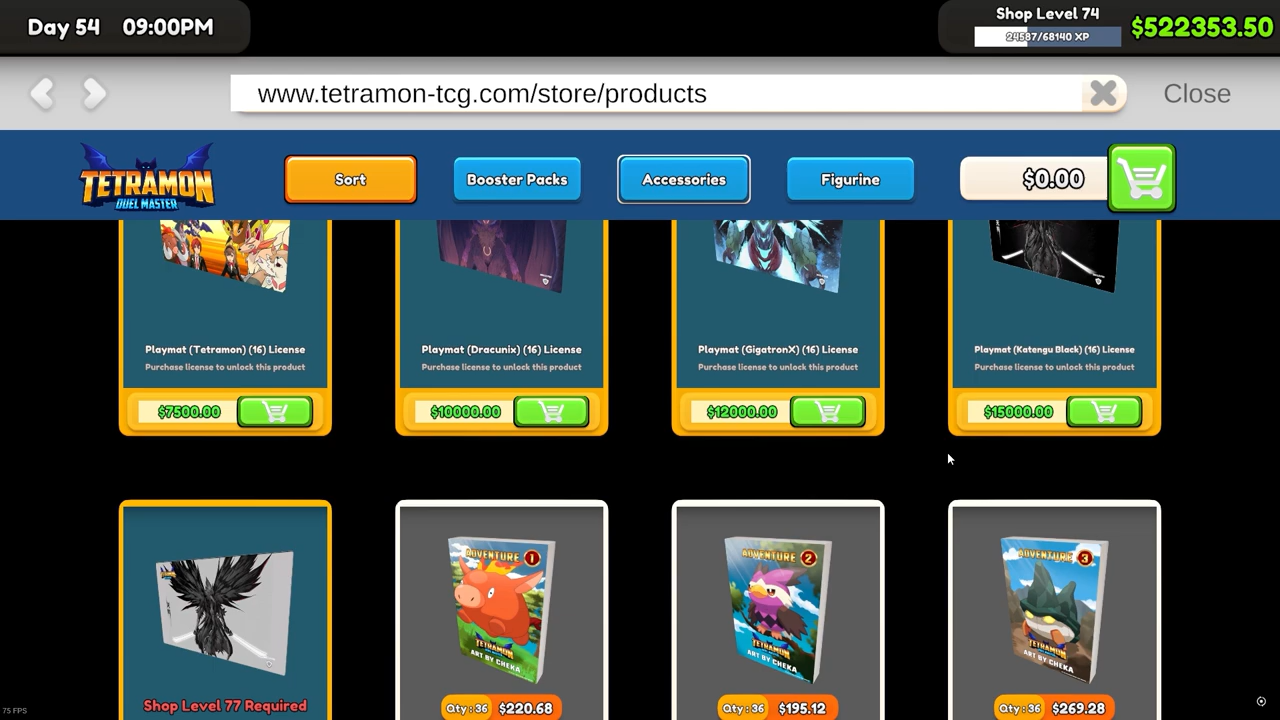 Day 54 09:00PM
Shop Level 74
24587/68140 XP
$522353.50
www.tetramon-tcg.com/store/products
Close
TETRAMON
DUEL MASTER
Sort
Booster Packs
Accessories
Figurine
$0.00
Playmat (Tetramon) (16) License
Purchase license to unlock this product
$7500.00
Playmat (Dracunix) (16) License
Purchase license to unlock this product
$10000.00
Playmat (GigatronX) (16) License
Purchase license to unlock this product
$12000.00
Playmat (Katengu Black) (16) License
Purchase license to unlock this product
$15000.00
Shop Level 77 Required
ADVENTURE 1
TETRAMON
ART BY CHEKA
Qty : 36 $220.68
ADVENTURE 2
TETRAMON
ART BY CHEKA
Qty : 36 $195.12
ADVENTURE 3
TETRAMON
ART BY CHEKA
Qty : 36 $269.28
75 FPS